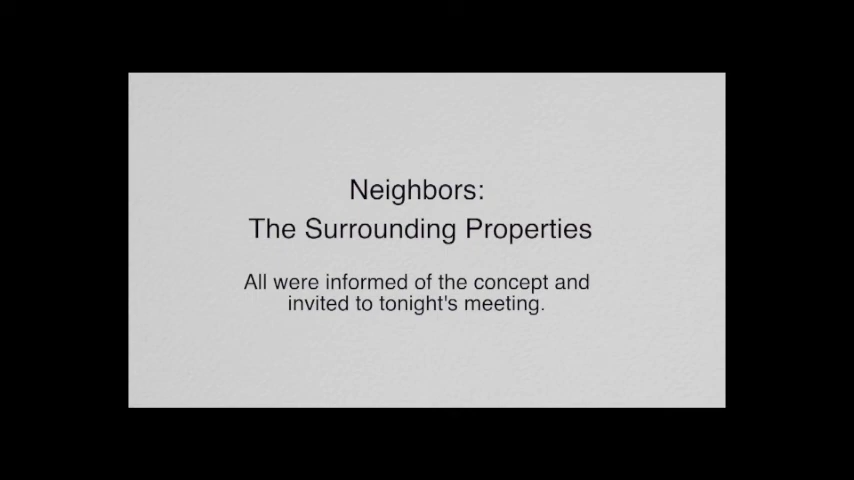 Neighbors:
The Surrounding Properties
All were informed of the concept and
invited to tonight's meeting.